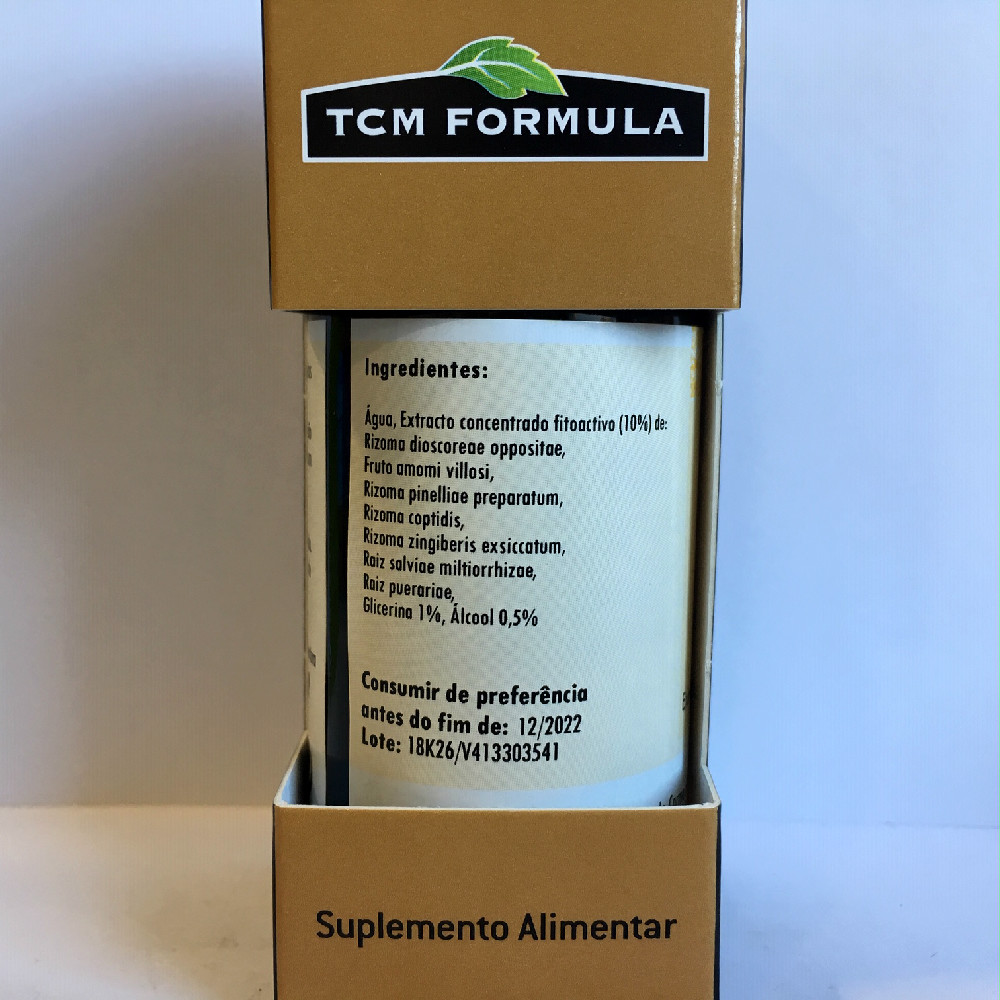 TCM FORMULA
Ingredientes:
Água, Extracto concentrado fitoactivo (10%) de:
Rizoma dioscoreae oppositae,
Fruto amomi villosi,
Rizoma pinelliae preparatum,
Rizoma coptidis,
Rizoma zingiberis exsiccatum,
Raiz salviae miltiorrhizae,
Raiz puerariae,
Glicerina 1%, Álcool 0,5%
Consumir de preferência
antes do fim de: 12/2022
Lote: 18K26/V413303541
Suplemento Alimentar